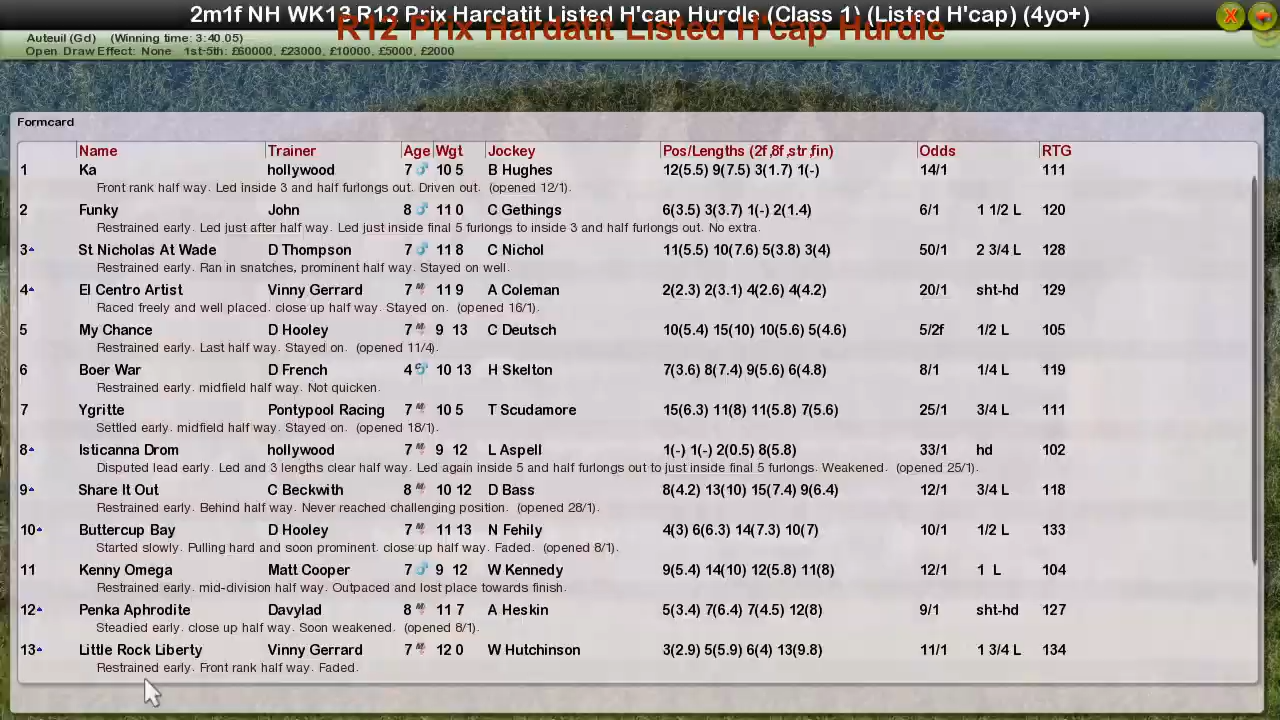 2m1f NH WK13 R12 Prix Hardatit Listed H'cap Hurdle (Class 1) (Listed H'cap) (4yo+)
R12 Prix Hardatit Listed H'cap Hurdle
Auteuil (Gd) (Winning time: 3:40.05)
Open Draw Effect: None 1st-5th: £60000, £23000, £10000, £5000, £2000
Formcard
Name Trainer Age Wgt Jockey Pos/Lengths (2f,8f,str,fin) Odds RTG
1 Ka hollywood 7 10 5 B Hughes 12(5.5) 9(7.5) 3(1.7) 1(-) 14/1 111
Front rank half way. Led inside 3 and half furlongs out. Driven out. (opened 12/1).
2 Funky John 8 11 0 C Gethings 6(3.5) 3(3.7) 1(-) 2(1.4) 6/1 1 1/2 L 120
Restrained early. Led just after half way. Led just inside final 5 furlongs to inside 3 and half furlongs out. No extra.
3 St Nicholas At Wade D Thompson 7 11 8 C Nichol 11(5.5) 10(7.6) 5(3.8) 3(4) 50/1 2 3/4 L 128
Restrained early. Ran in snatches, prominent half way. Stayed on well.
4 El Centro Artist Vinny Gerrard 7 11 9 A Coleman 2(2.3) 2(3.1) 4(2.6) 4(4.2) 20/1 sht-hd 129
Raced freely and well placed. close up half way. Stayed on. (opened 16/1).
5 My Chance D Hooley 7 9 13 C Deutsch 10(5.4) 15(10) 10(5.6) 5(4.6) 5/2f 1/2 L 105
Restrained early. Last half way. Stayed on. (opened 11/4).
6 Boer War D French 4 10 13 H Skelton 7(3.6) 8(7.4) 9(5.6) 6(4.8) 8/1 1/4 L 119
Restrained early. midfield half way. Not quicken.
7 Ygritte Pontypool Racing 7 10 5 T Scudamore 15(6.3) 11(8) 11(5.8) 7(5.6) 25/1 3/4 L 111
Settled early. midfield half way. Stayed on. (opened 18/1).
8 Isticanna Drom hollywood 7 9 12 L Aspell 1(-) 1(-) 2(0.5) 8(5.8) 33/1 hd 102
Disputed lead early. Led and 3 lengths clear half way. Led again inside 5 and half furlongs out to just inside final 5 furlongs. Weakened. (opened 25/1).
9 Share It Out C Beckwith 8 10 12 D Bass 8(4.2) 13(10) 15(7.4) 9(6.4) 12/1 3/4 L 118
Restrained early. Behind half way. Never reached challenging position. (opened 28/1).
10 Buttercup Bay D Hooley 7 11 13 N Fehily 4(3) 6(6.3) 14(7.3) 10(7) 10/1 1/2 L 133
Started slowly. Pulling hard and soon prominent. close up half way. Faded. (opened 8/1).
11 Kenny Omega Matt Cooper 7 9 12 W Kennedy 9(5.4) 14(10) 12(5.8) 11(8) 12/1 1 L 104
Restrained early. mid-division half way. Outpaced and lost place towards finish.
12 Penka Aphrodite Davylad 8 11 7 A Heskin 5(3.4) 7(6.4) 7(4.5) 12(8) 9/1 sht-hd 127
Steadied early. close up half way. Soon weakened. (opened 8/1).
13 Little Rock Liberty Vinny Gerrard 7 12 0 W Hutchinson 3(2.9) 5(5.9) 6(4) 13(9.8) 11/1 1 3/4 L 134
Restrained early. Front rank half way. Faded.